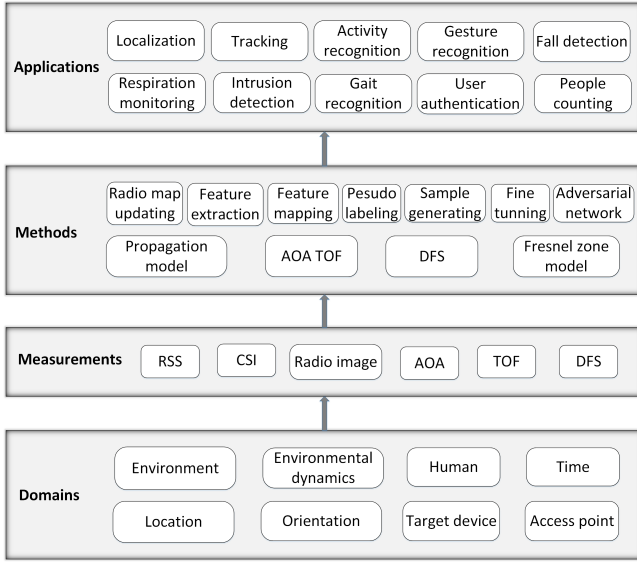 Applications
Localization
Tracking
Activity
recognition
Gesture
recognition
Fall detection
Respiration
monitoring
Intrusion
detection
Gait
recognition
User
authentication
People
counting
Methods
Radio map
updating
Feature
extraction
Feature
mapping
Pesudo
labeling
Sample
generating
Fine
tunning
Adversarial
network
Propagation
model
AOA TOF
DFS
Fresnel zone
model
Measurements
RSS
CSI
Radio image
AOA
TOF
DFS
Domains
Environment
Environmental
dynamics
Human
Time
Location
Orientation
Target device
Access point